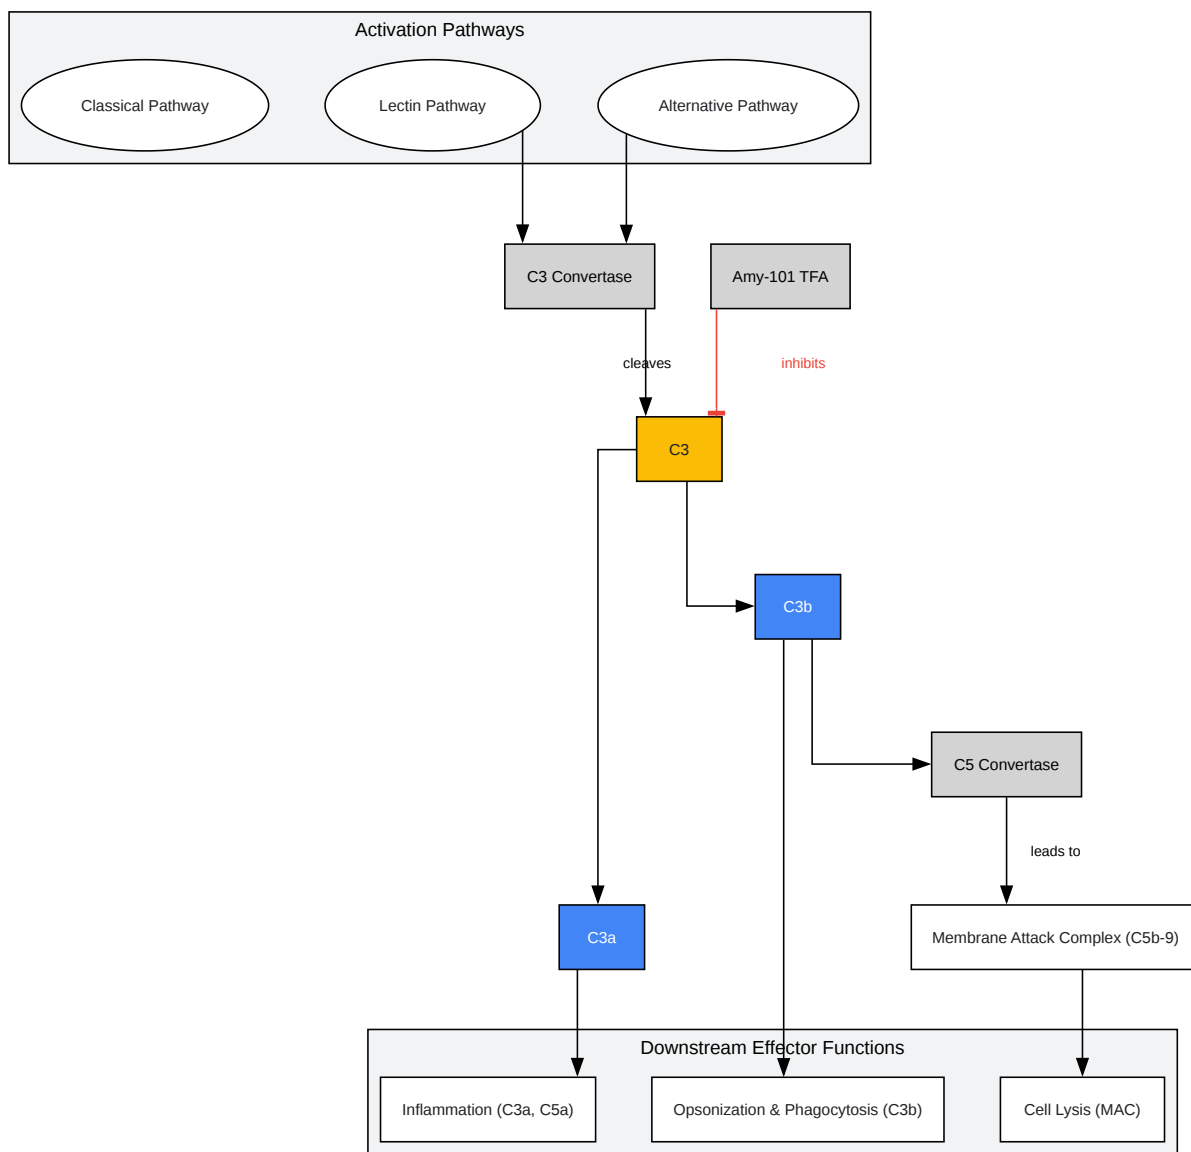 Activation Pathways
Classical Pathway
Lectin Pathway
Alternative Pathway
C3 Convertase
Amy-101 TFA
cleaves
inhibits
C3
C3b
C5 Convertase
leads to
C3a
Membrane Attack Complex (C5b-9)
Downstream Effector Functions
Inflammation (C3a, C5a)
Opsonization & Phagocytosis (C3b)
Cell Lysis (MAC)